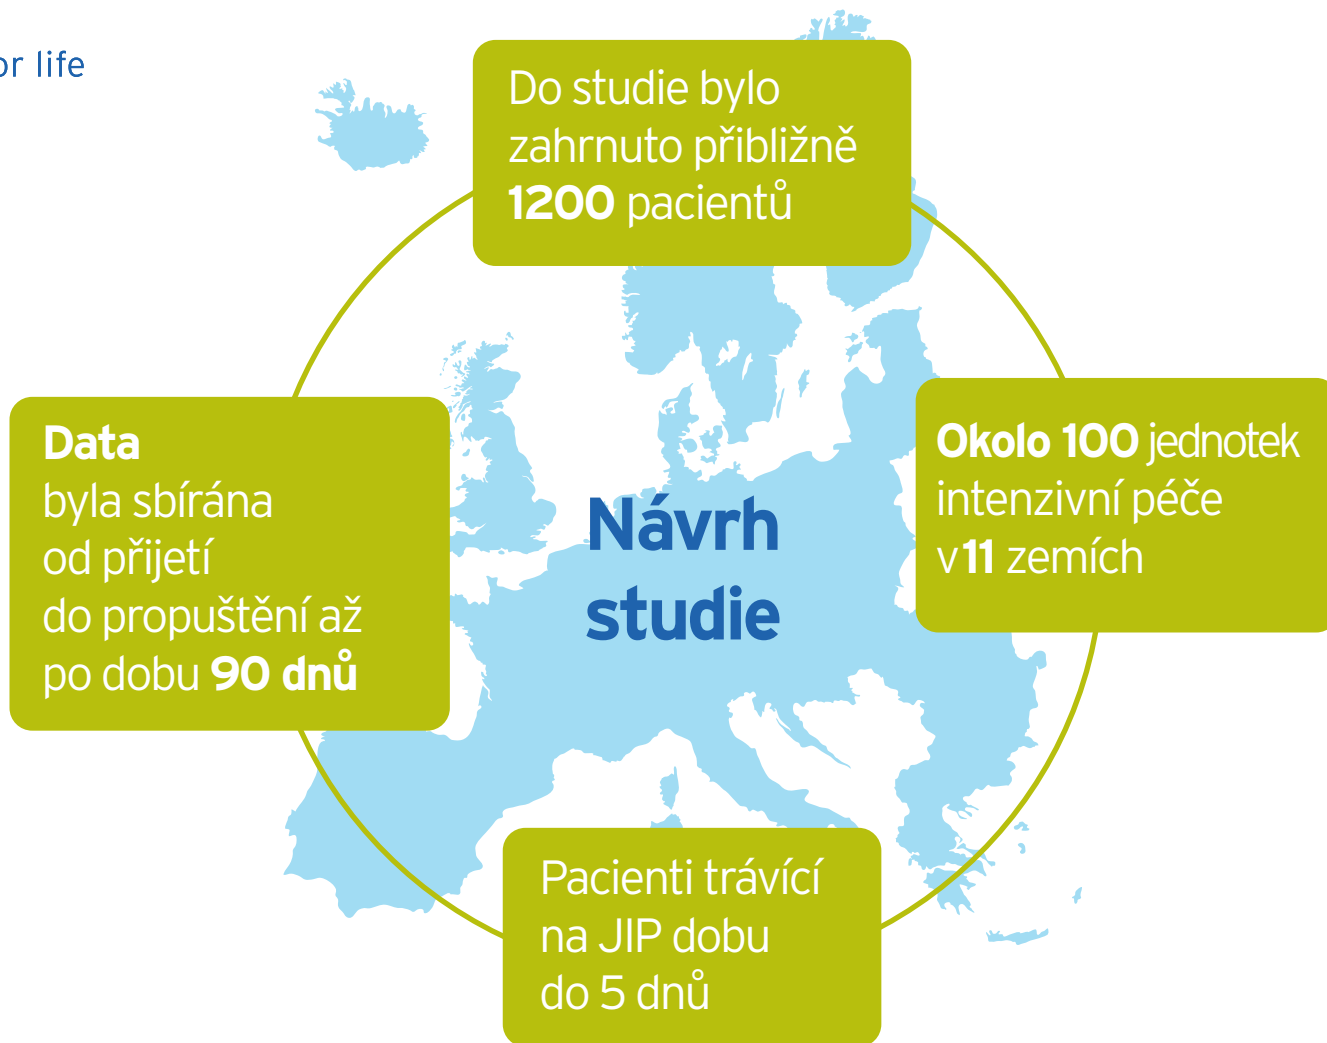 or life
Do studie bylo
zahrnuto přibližně
1200 pacientů
Data
byla sbírána
od přijetí
do propuštění až
po dobu 90 dnů
Návrh
studie
Okolo 100 jednotek
intenzivní péče
v 11 zemích
Pacienti trávící
na JIP dobu
do 5 dnů